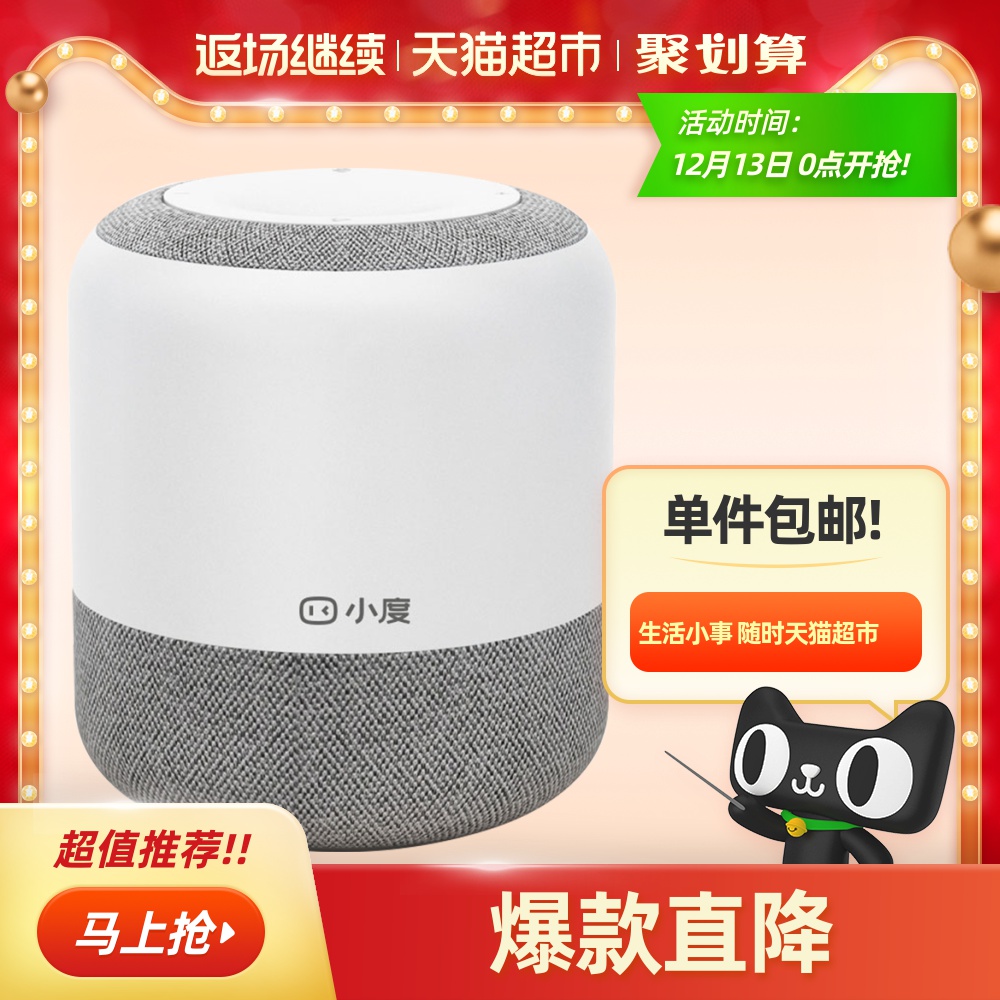 返场继续 | 天猫超市 | 聚划算
活动时间：
12月13日 0点开抢!
小度
单件包邮!
生活小事 随时天猫超市
超值推荐!!
马上抢
爆款直降